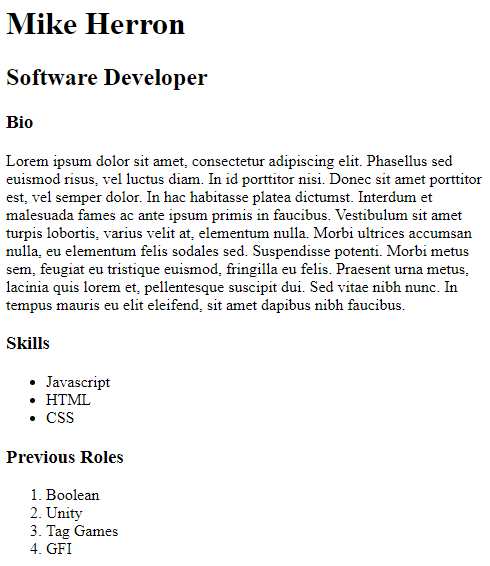 Mike Herron
Software Developer
Bio
Lorem ipsum dolor sit amet, consectetur adipiscing elit. Phasellus sed
euismod risus, vel luctus diam. In id porttitor nisi. Donec sit amet porttitor
est, vel semper dolor. In hac habitasse platea dictumst. Interdum et
malesuada fames ac ante ipsum primis in faucibus. Vestibulum sit amet
turpis lobortis, varius velit at, elementum nulla. Morbi ultrices accumsan
nulla, eu elementum felis sodales sed. Suspendisse potenti. Morbi metus
sem, feugiat eu tristique euismod, fringilla eu felis. Praesent urna metus,
lacinia quis lorem et, pellentesque suscipit dui. Sed vitae nibh nunc. In
tempus mauris eu elit eleifend, sit amet dapibus nibh faucibus.
Skills
• Javascript
• HTML
• CSS
Previous Roles
1. Boolean
2. Unity
3. Tag Games
4. GFI